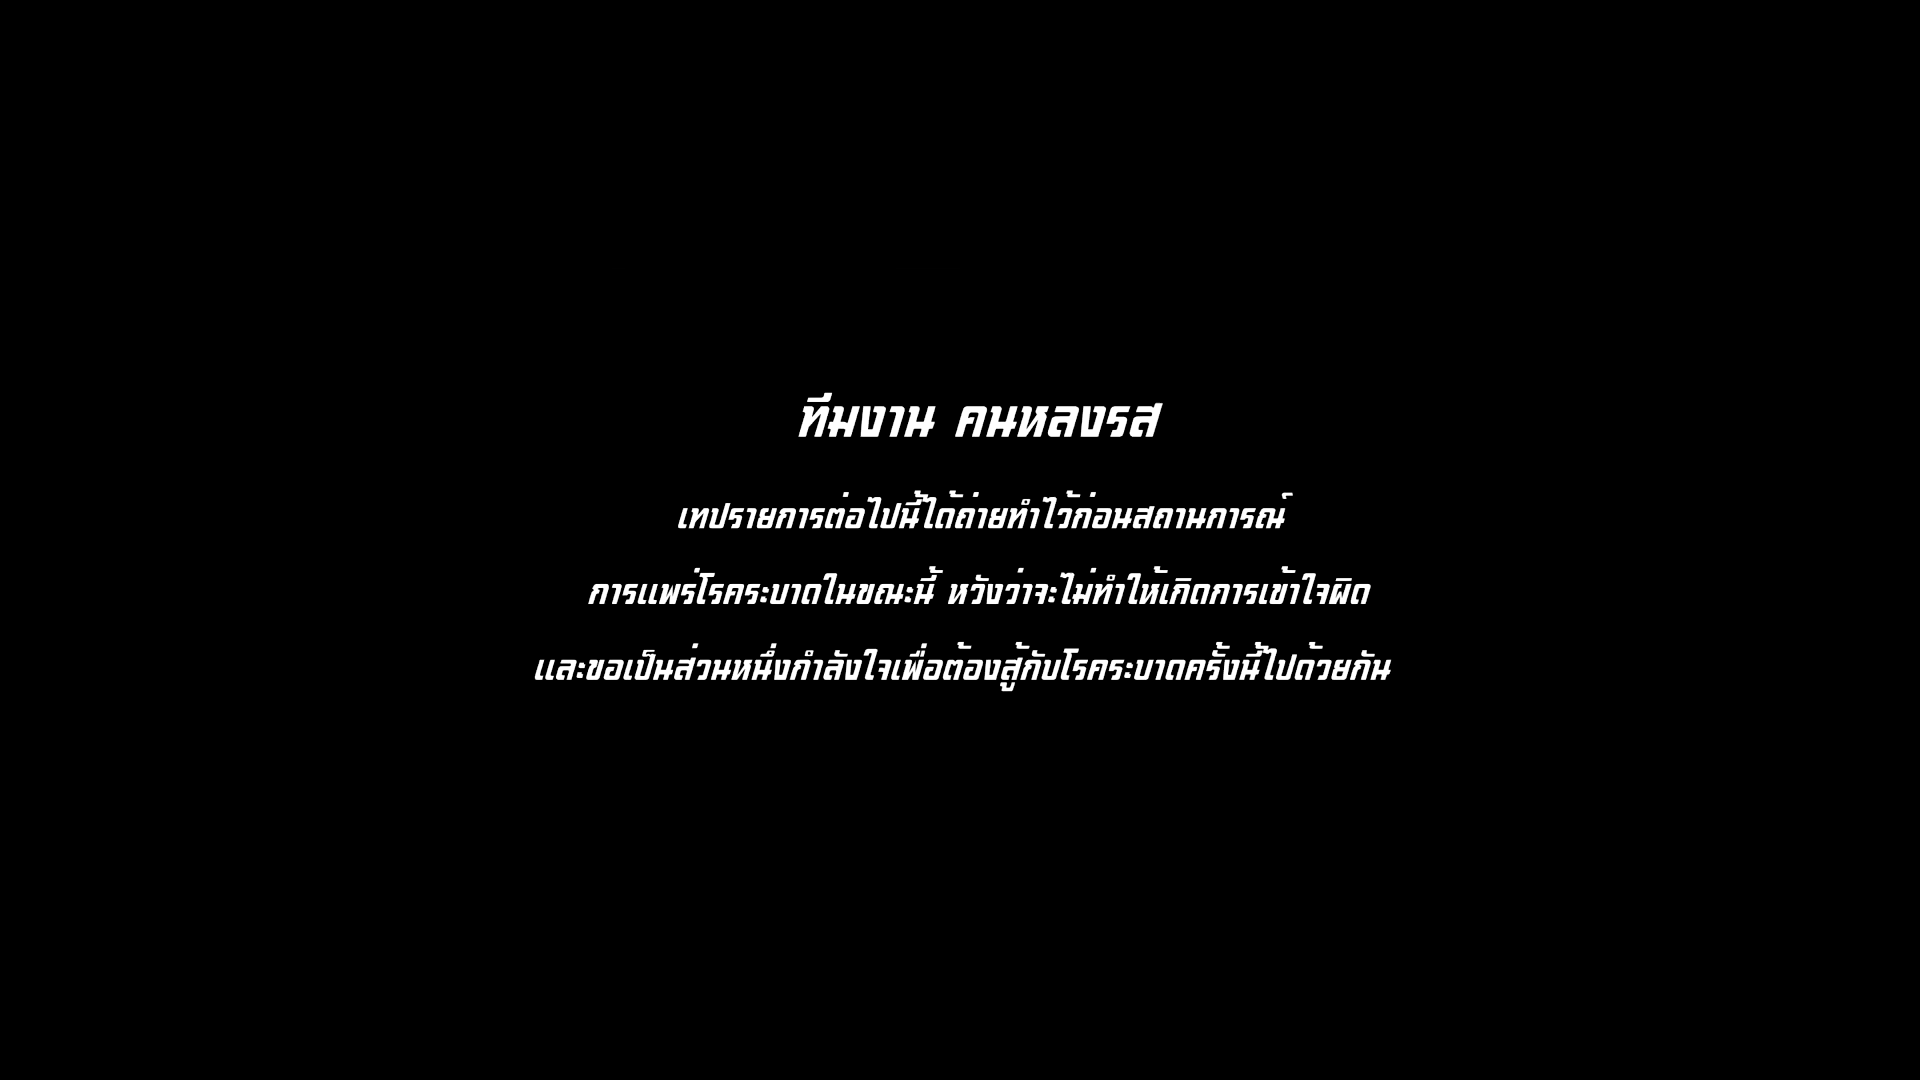 ทีมงาน คนหลงรส
เทปรายการต่อไปนี้ได้ถ่ายทำไว้ก่อนสถานการณ์
การแพร่โรคระบาดในขณะนี้ หวังว่าจะไม่ทำให้เกิดการเข้าใจผิด
และขอเป็นส่วนหนึ่งกำลังใจเพื่อต้องสู้กับโรคระบาดครั้งนี้ไปด้วยกัน